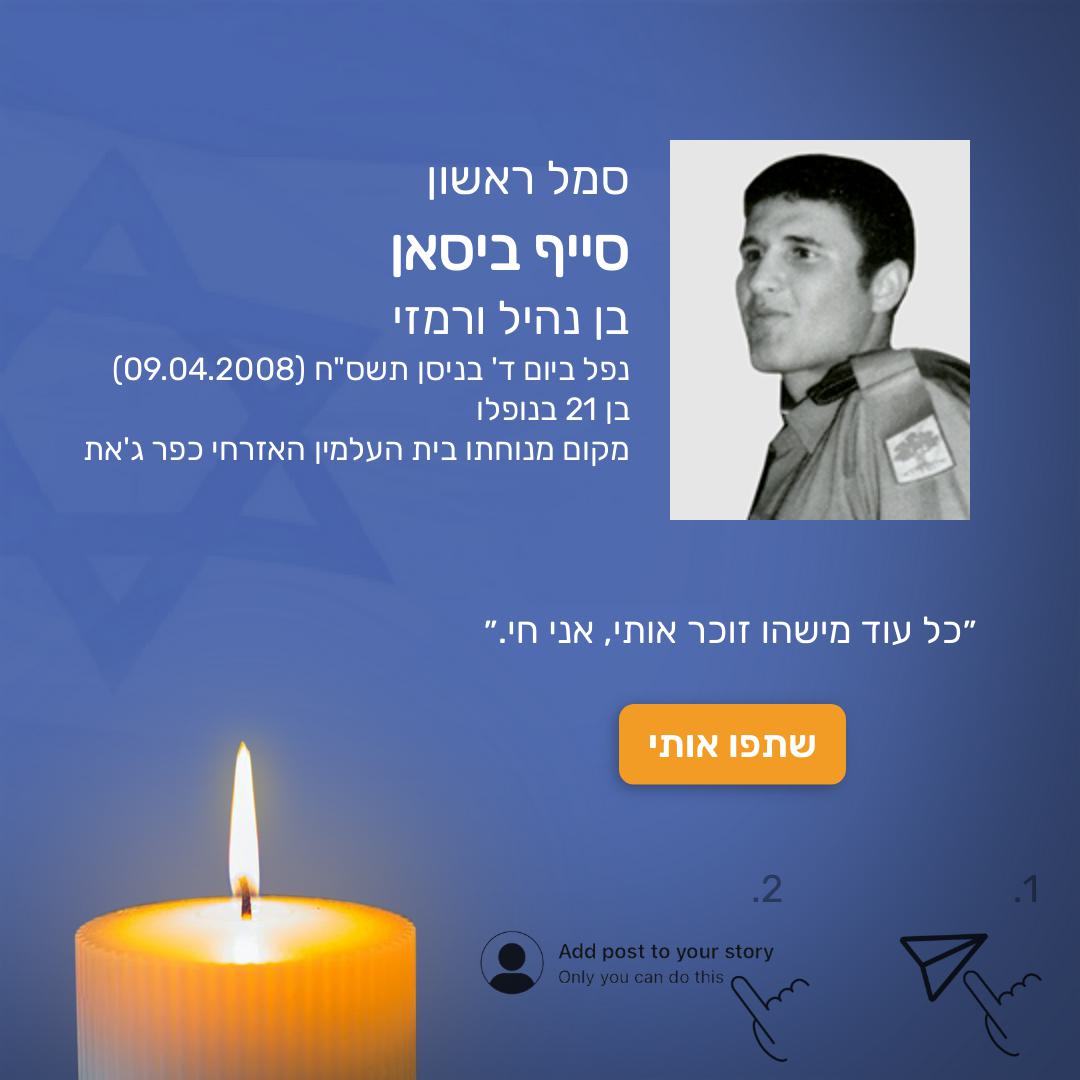 סמל ראשון
סייף ביסאן
בן נהיל ורמזי
נפל ביום ד' בניסן תשס"ח (09.04.2008)
בן 21 בנופלו
מקום מנוחתו בית העלמין האזרחי כפר ג'את
״כל עוד מישהו זוכר אותי, אני חי.״
שתפו אותי
.1
.2
Add post to your story
Only you can do this